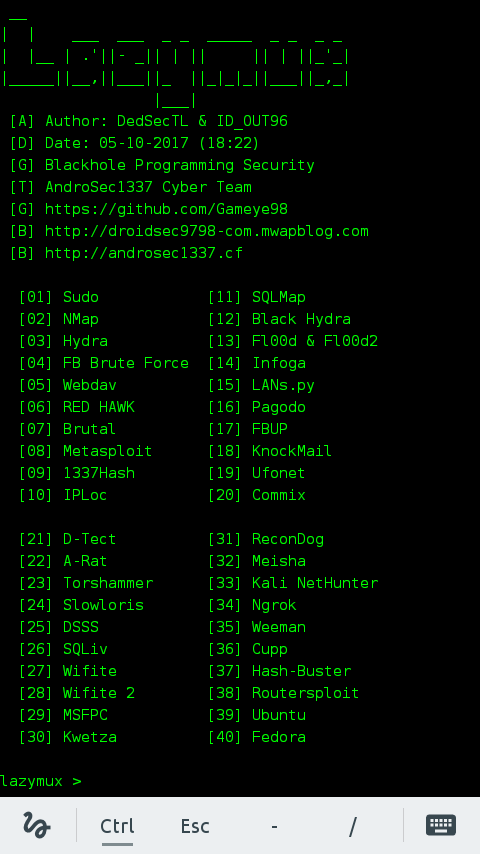 Lazymux
[A] Author: DedSecTL & ID_OUT96
[D] Date: 05-10-2017 (18:22)
[G] Blackhole Programming Security
[T] AndroSec1337 Cyber Team
[G] https://github.com/Gameye98
[B] http://droidsec9798-com.mwapblog.com
[B] http://androsec1337.cf
[01] Sudo [11] SQLMap
[02] NMap [12] Black Hydra
[03] Hydra [13] Fl00d & Fl00d2
[04] FB Brute Force [14] Infoga
[05] Webdav [15] LANs.py
[06] RED HAWK [16] Pagodo
[07] Brutal [17] FBUP
[08] Metasploit [18] KnockMail
[09] 1337Hash [19] Ufonet
[10] IPLoc [20] Commix
[21] D-Tect [31] ReconDog
[22] A-Rat [32] Meisha
[23] Torshammer [33] Kali NetHunter
[24] Slowloris [34] Ngrok
[25] DSSS [35] Weeman
[26] SQLiv [36] Cupp
[27] Wifite [37] Hash-Buster
[28] Wifite 2 [38] Routersploit
[29] MSFPC [39] Ubuntu
[30] Kwetza [40] Fedora
lazymux >
Ctrl Esc - /